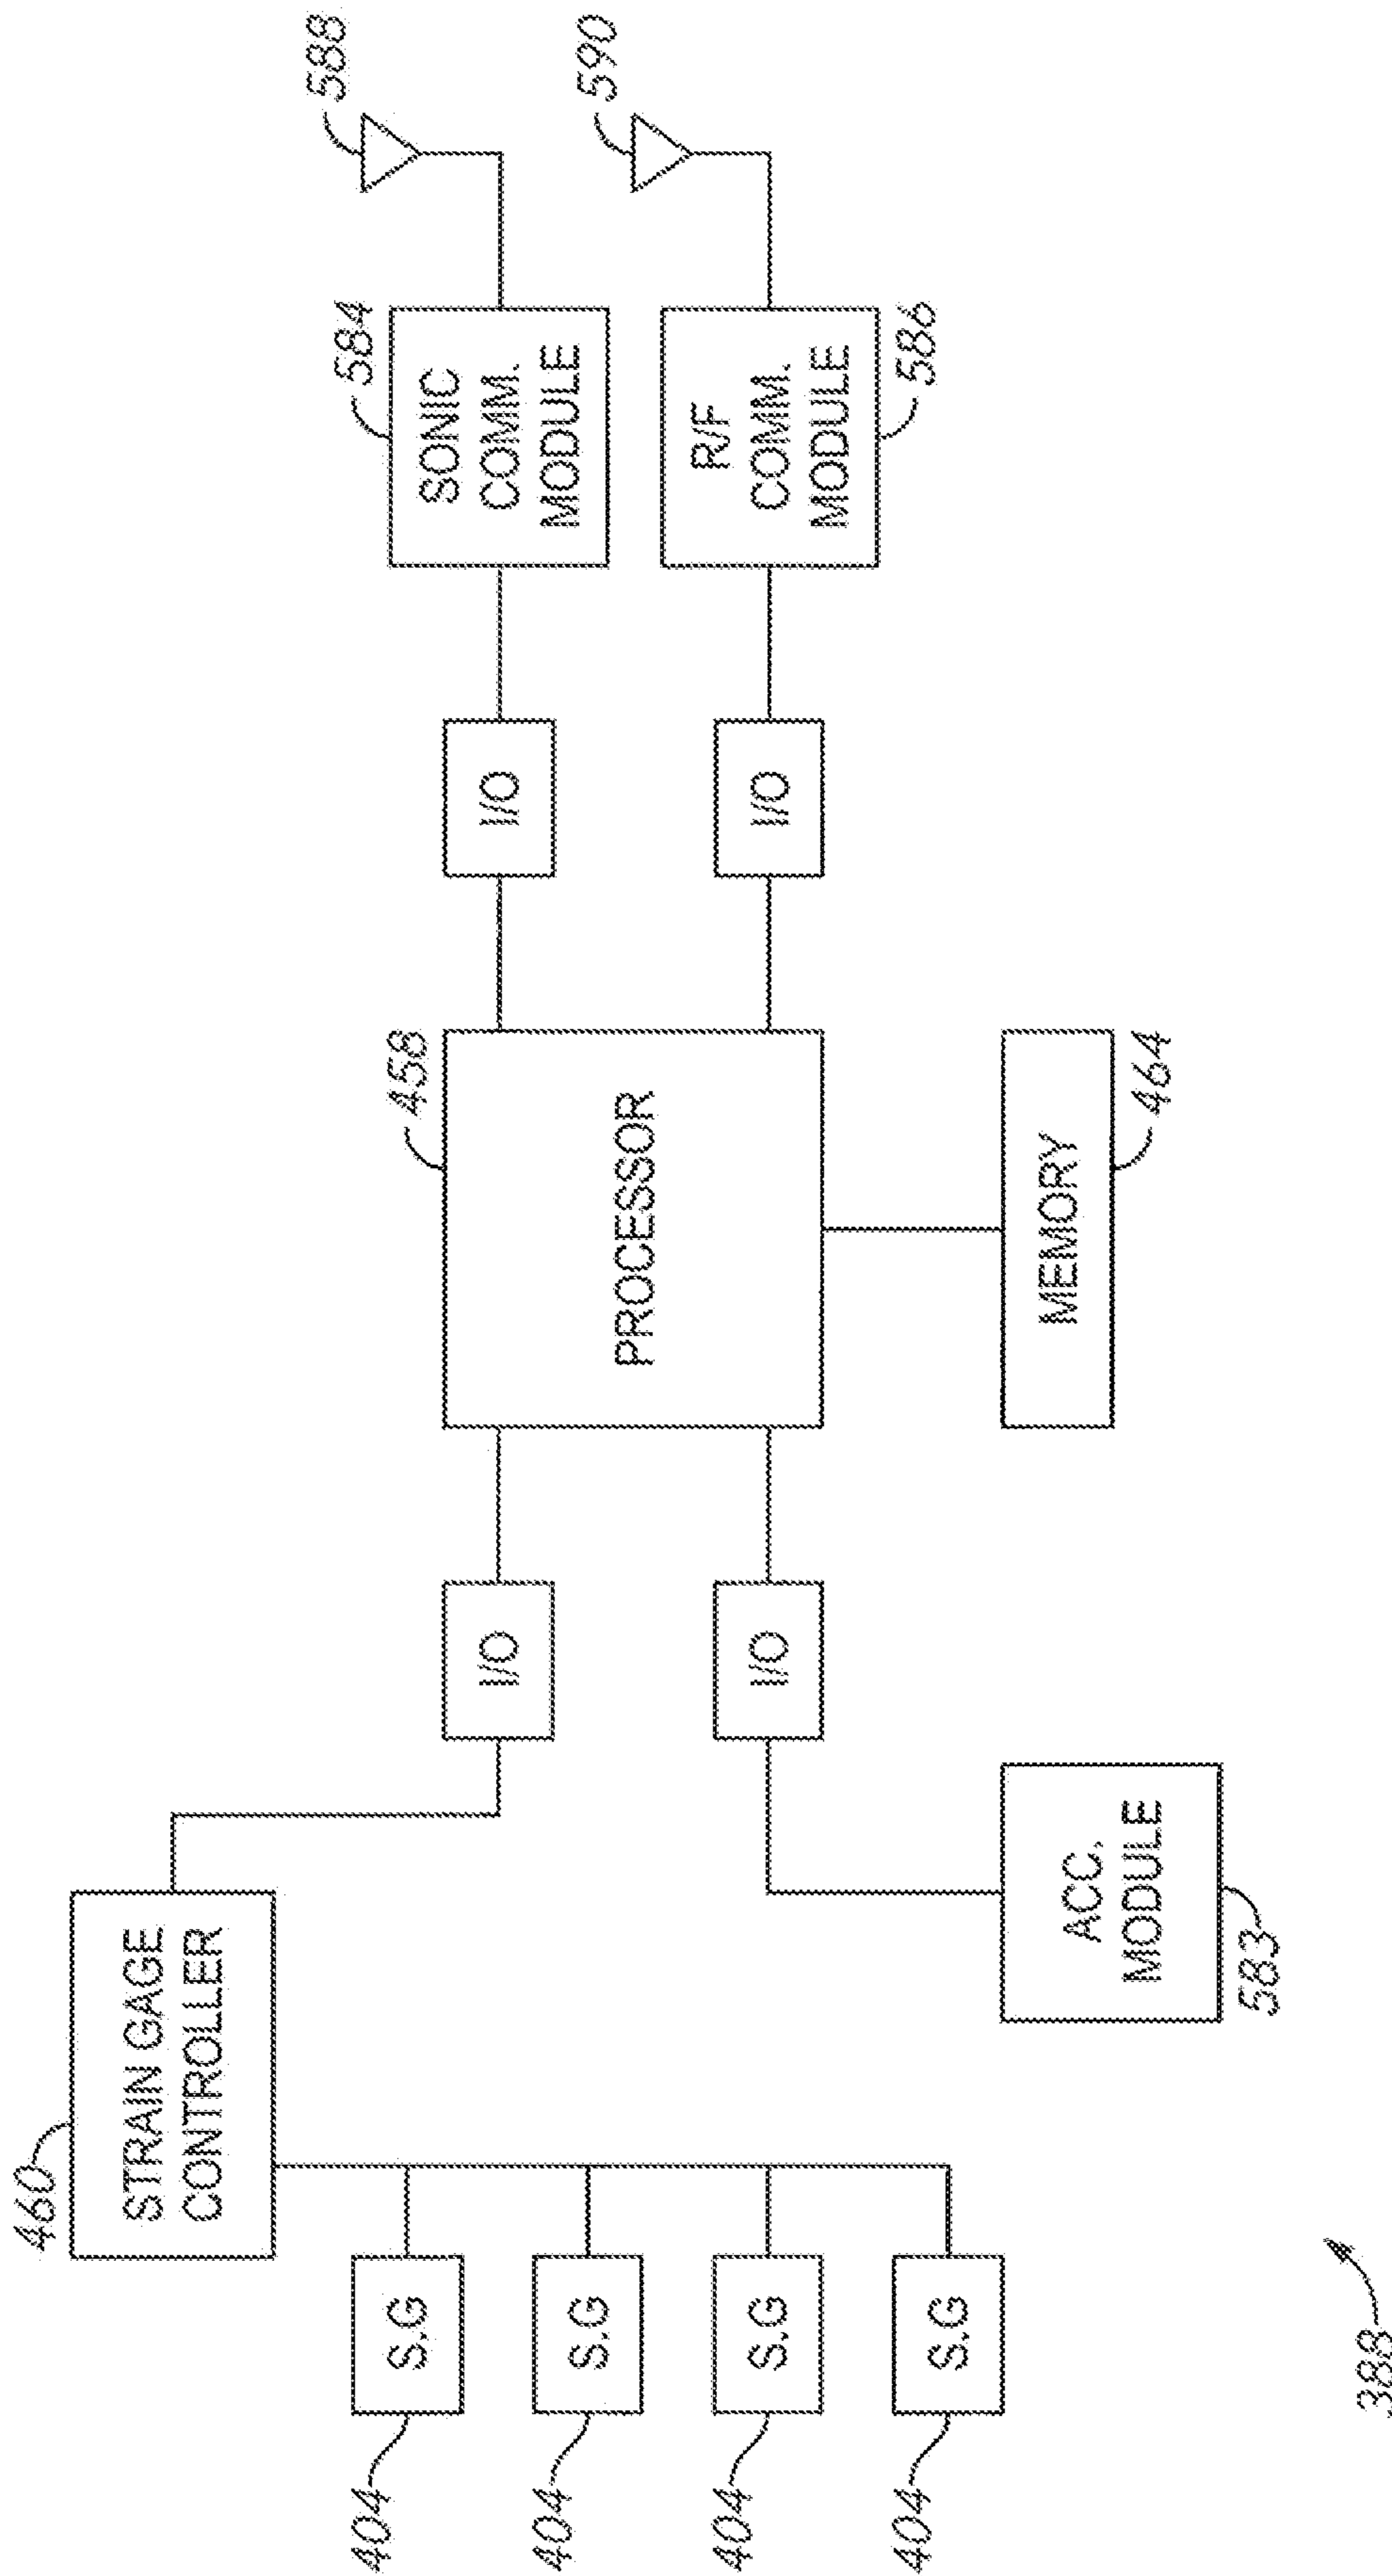 460
STRAIN GAGE
CONTROLLER
404
S.G
404
S.G
404
S.G
404
S.G
I/O
I/O
ACC.
MODULE
583
458
PROCESSOR
MEMORY
464
I/O
I/O
584
SONIC
COMM.
MODULE
R/F
COMM.
MODULE
586
588
590
388